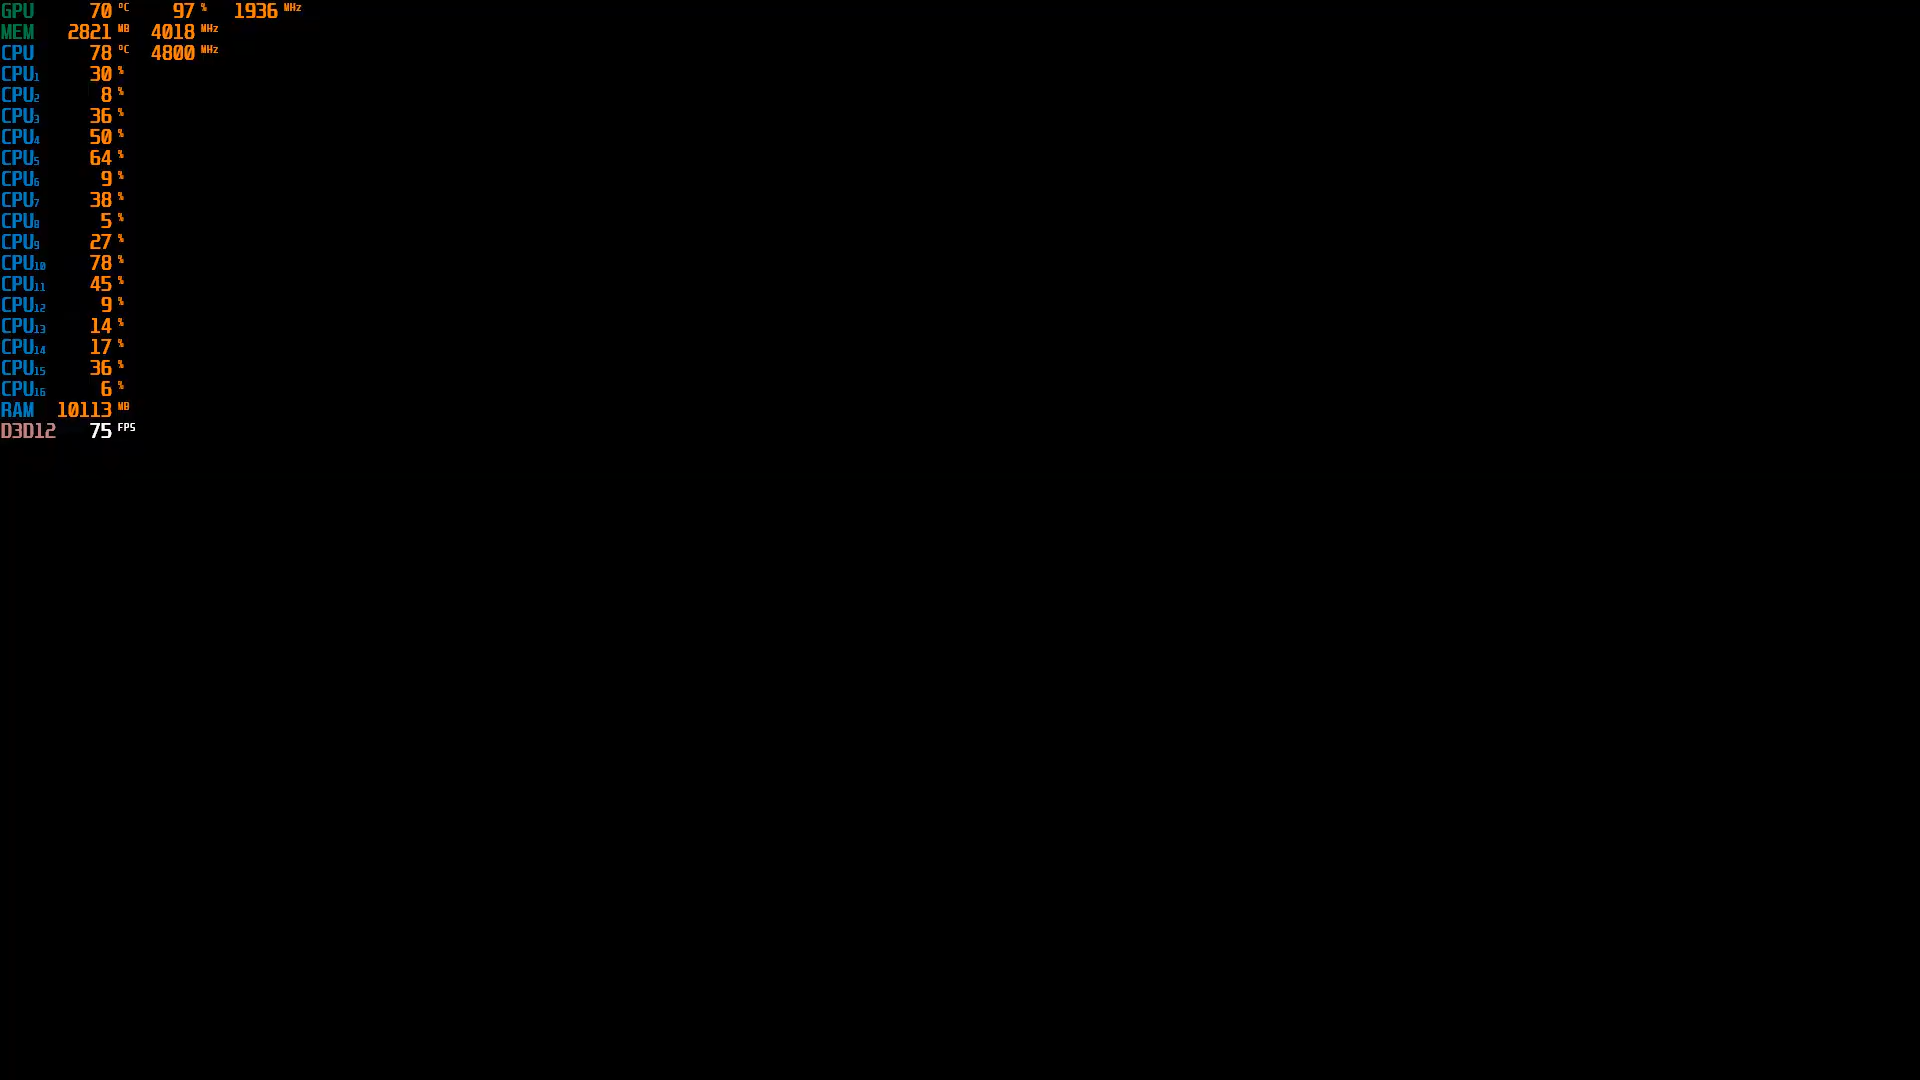 GPU 70 °C 97 % 1936 MHz
MEM 2821 MB 4018 MHz
CPU 78 °C 4800 MHz
CPU1 30 %
CPU2 8 %
CPU3 36 %
CPU4 50 %
CPU5 64 %
CPU6 9 %
CPU7 38 %
CPU8 5 %
CPU9 27 %
CPU10 78 %
CPU11 45 %
CPU12 9 %
CPU13 14 %
CPU14 17 %
CPU15 36 %
CPU16 6 %
RAM 10113 MB
D3D12 75 FPS